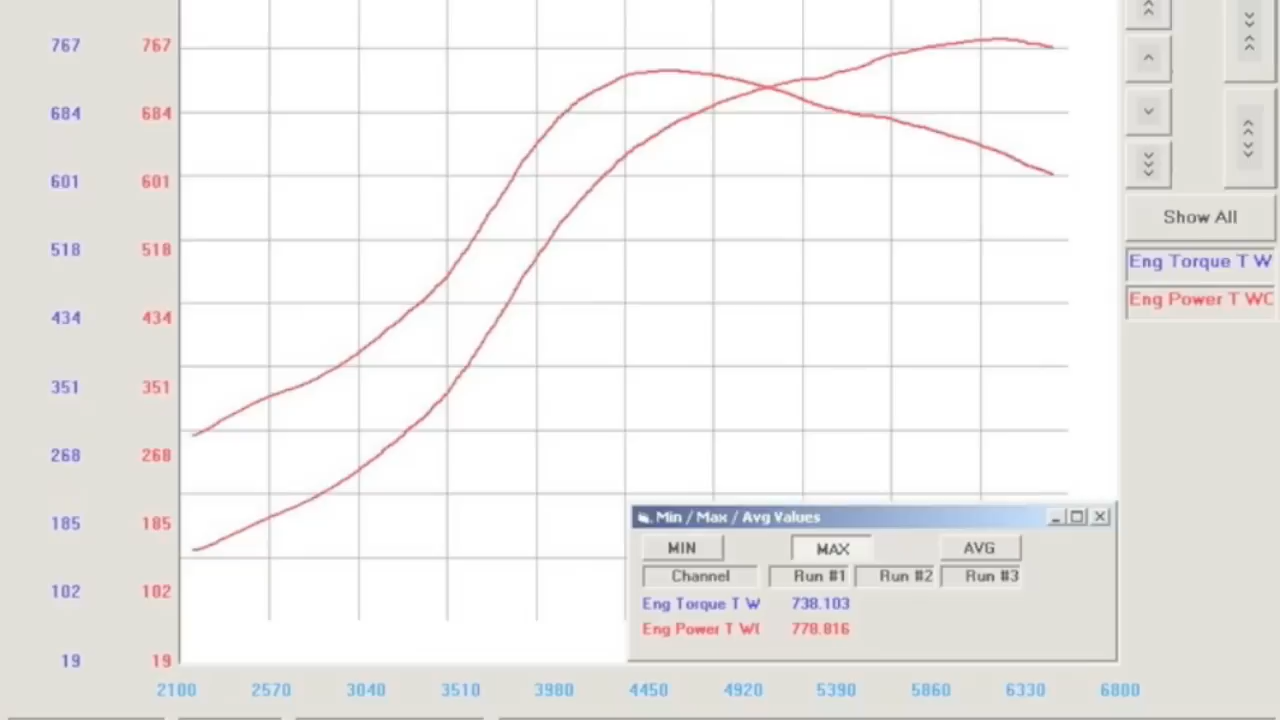 767 767
684 684
601 601
518 518
434 434
351 351
268 268
185 185
102 102
19 19
2100 2570 3040 3510 3980 4450 4920 5390 5860 6330 6800
Show All
Eng Torque T W
Eng Power T WC
Min / Max / Avg Values
MIN MAX AVG
Channel Run #1 Run #2 Run #3
Eng Torque T W 738.103
Eng Power T W 778.816